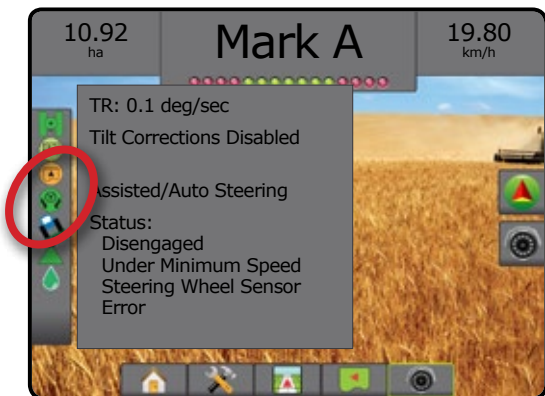 10.92
ha
Mark A
19.80
km/h
TR: 0.1 deg/sec
Tilt Corrections Disabled
Assisted/Auto Steering
Status:
Disengaged
Under Minimum Speed
Steering Wheel Sensor
Error